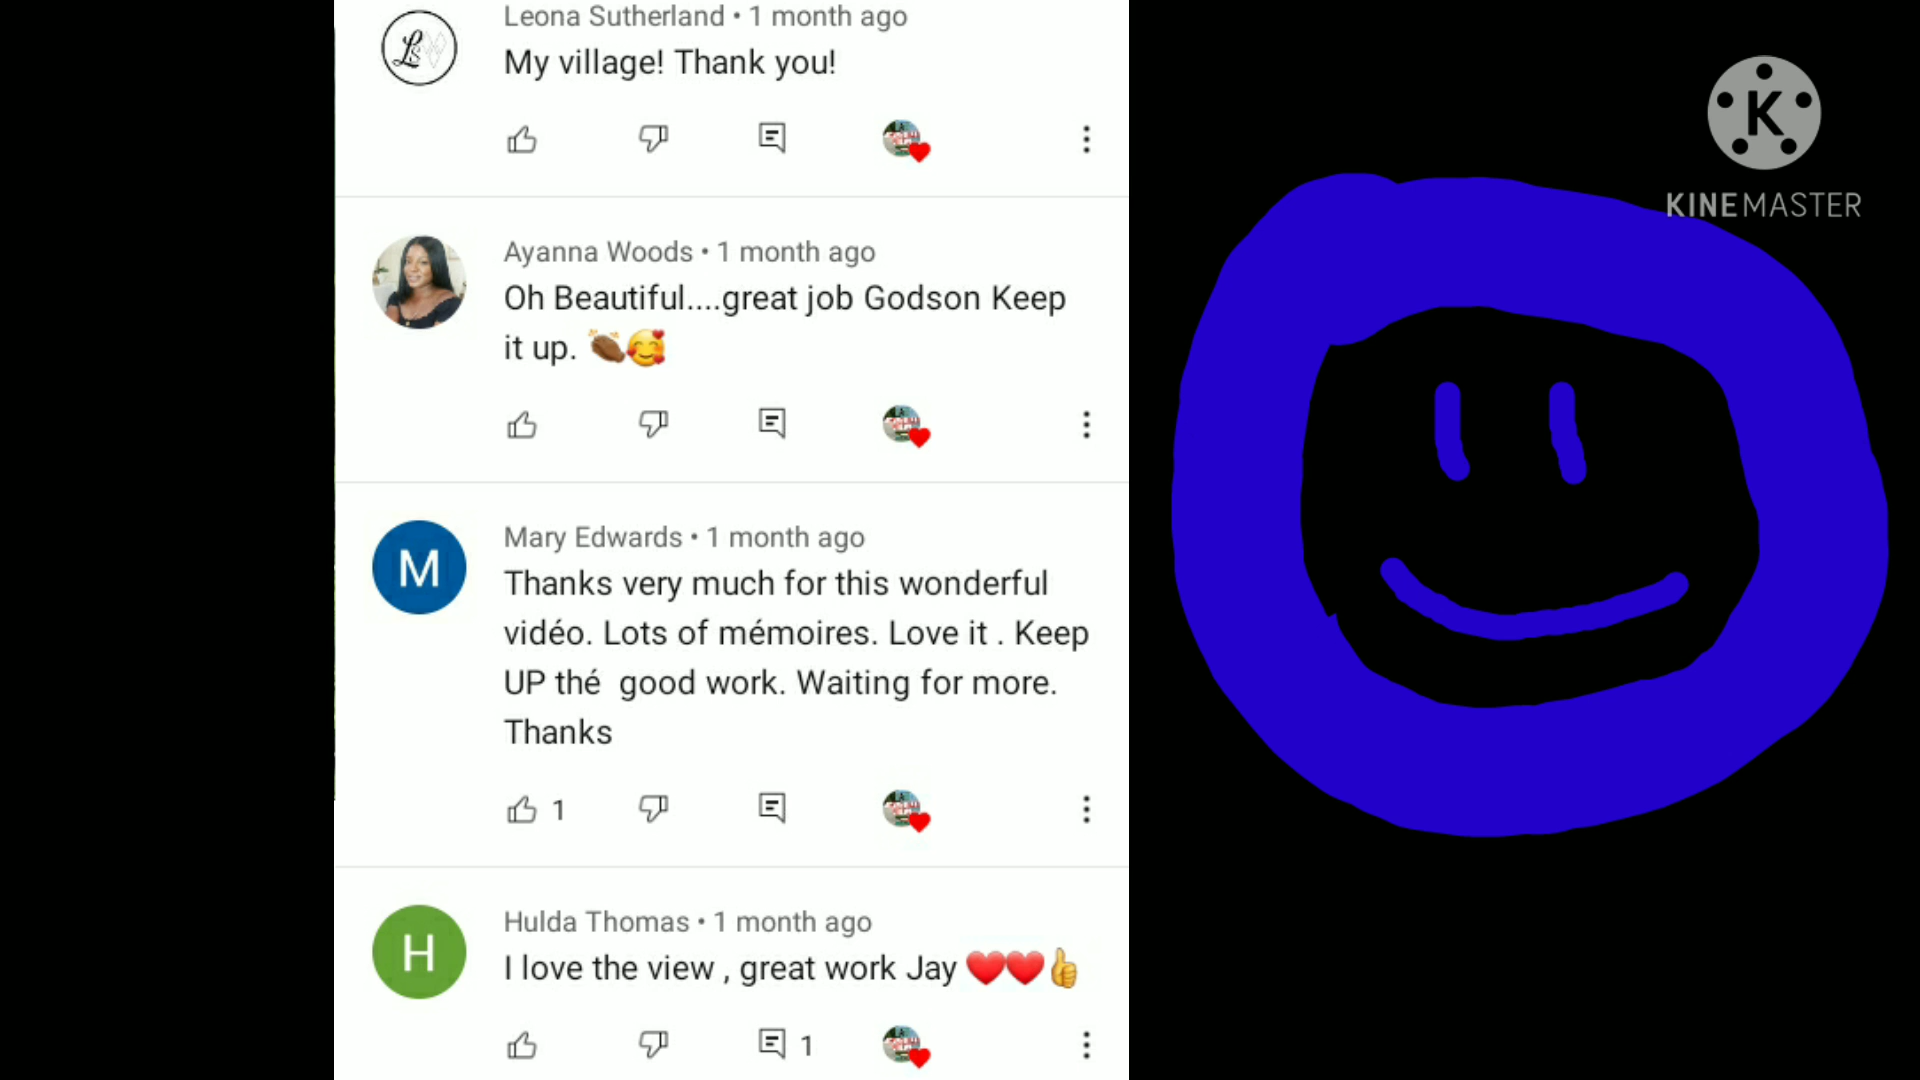 Leona Sutherland • 1 month ago
My village! Thank you!
Ayanna Woods • 1 month ago
Oh Beautiful....great job Godson Keep
it up. 👏🏾🥰
M
Mary Edwards • 1 month ago
Thanks very much for this wonderful
vidéo. Lots of mémoires. Love it . Keep
UP thé  good work. Waiting for more.
Thanks
1
H
Hulda Thomas • 1 month ago
I love the view , great work Jay ❤️❤️👍
1
K
KINEMASTER